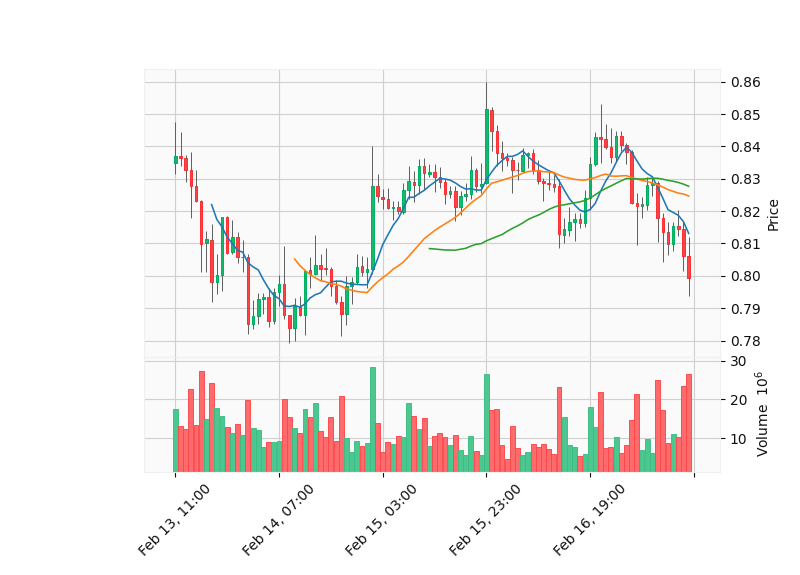 0.86
0.85
0.84
0.83
0.82
0.81
0.80
0.79
0.78
Price
30
20
10
Volume 10⁶
Feb 13, 11:00
Feb 14, 07:00
Feb 15, 03:00
Feb 15, 23:00
Feb 16, 19:00